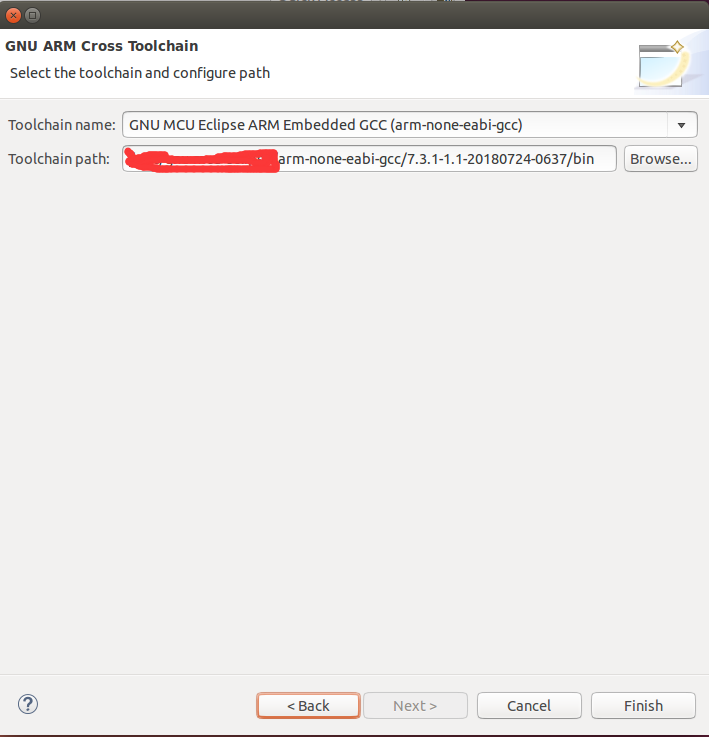 GNU ARM Cross Toolchain
Select the toolchain and configure path
Toolchain name: GNU MCU Eclipse ARM Embedded GCC (arm-none-eabi-gcc)
Toolchain path: arm-none-eabi-gcc/7.3.1-1.1-20180724-0637/bin Browse...
? < Back Next > Cancel Finish